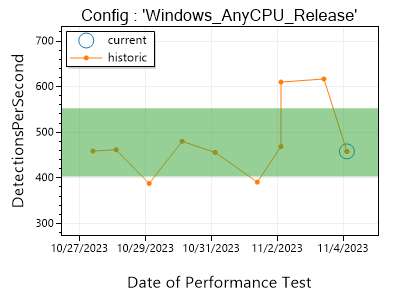 Config : 'Windows_AnyCPU_Release'
current
historic
DetectionsPerSecond
700
600
500
400
300
10/27/2023
10/29/2023
10/31/2023
11/2/2023
11/4/2023
Date of Performance Test